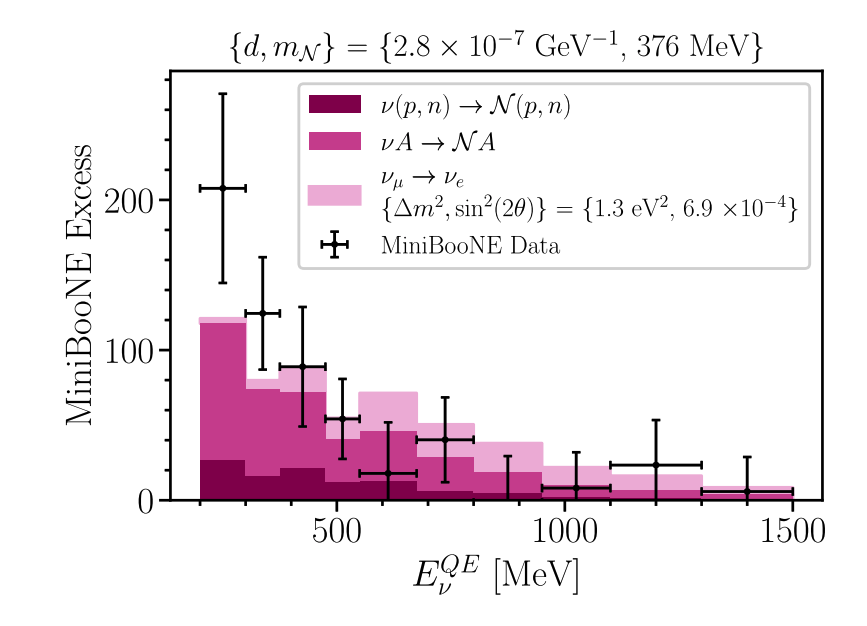 {d, m_𝒩} = {2.8 × 10⁻⁷ GeV⁻¹, 376 MeV}
ν(p, n) → 𝒩(p, n)
νA → 𝒩A
ν_μ → ν_e
{Δm², sin²(2θ)} = {1.3 eV², 6.9 ×10⁻⁴}
MiniBooNE Data
MiniBooNE Excess
200
100
0
500 1000 1500
E_ν^{QE} [MeV]